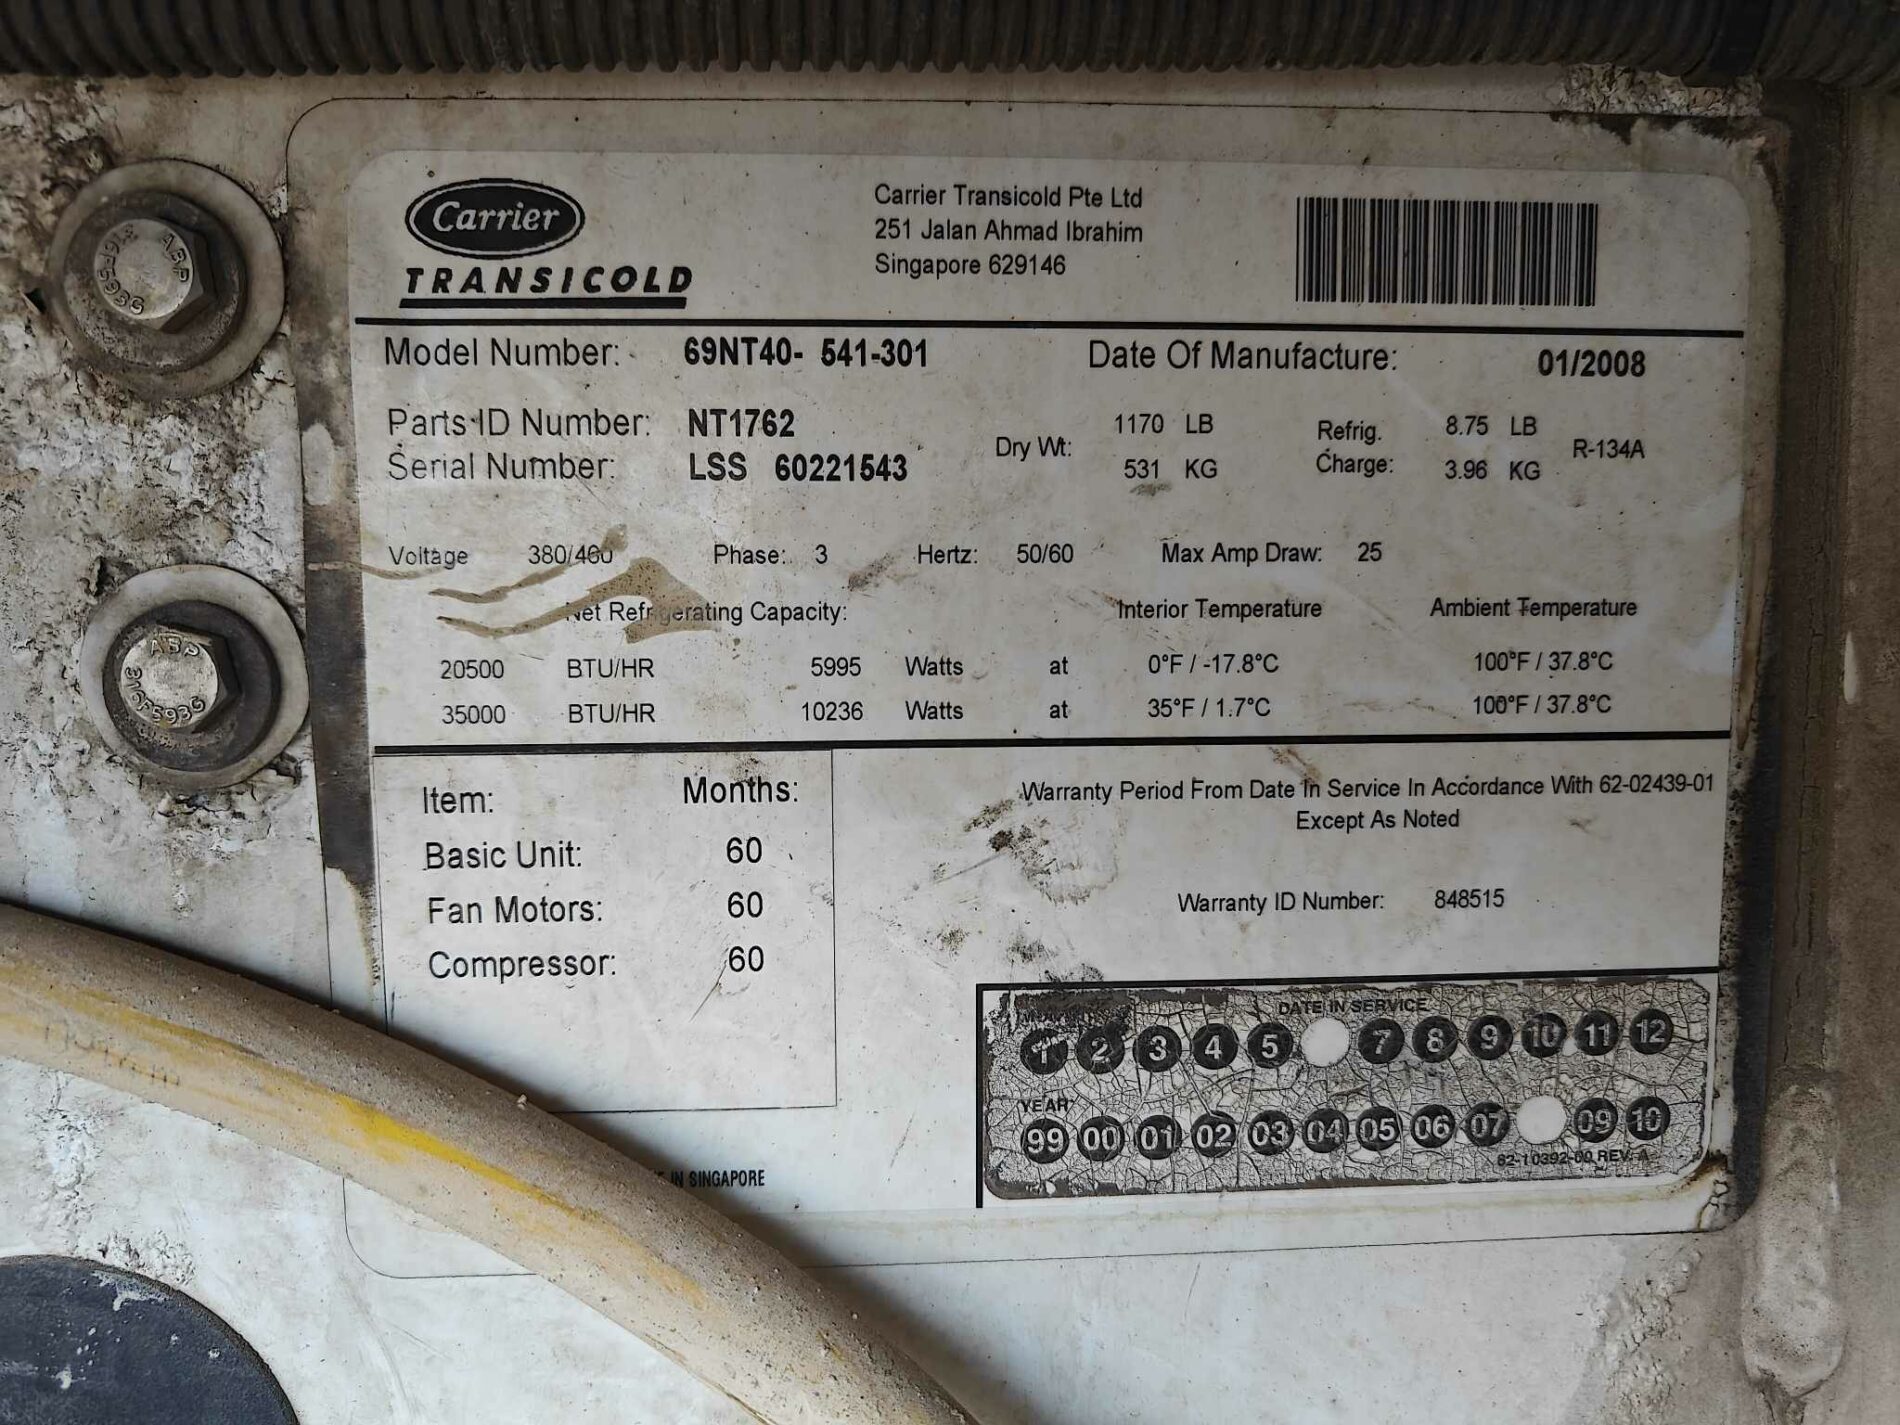 Carrier
TRANSICOLD
Carrier Transicold Pte Ltd
251 Jalan Ahmad Ibrahim
Singapore 629146
Model Number: 69NT40- 541-301 Date Of Manufacture: 01/2008
Parts ID Number: NT1762
Serial Number: LSS 60221543
Dry Wt: 1170 LB
531 KG
Refrig. Charge: 8.75 LB
3.96 KG
R-134A
Voltage 380/460 Phase: 3 Hertz: 50/60 Max Amp Draw: 25
Net Refrigerating Capacity: Interior Temperature Ambient Temperature
20500 BTU/HR 5995 Watts at 0°F / -17.8°C 100°F / 37.8°C
35000 BTU/HR 10236 Watts at 35°F / 1.7°C 100°F / 37.8°C
Item: Months:
Basic Unit: 60
Fan Motors: 60
Compressor: 60
Warranty Period From Date In Service In Accordance With 62-02439-01
Except As Noted
Warranty ID Number: 848515
DATE IN SERVICE
1 2 3 4 5 7 8 9 10 11 12
YEAR
99 00 01 02 03 04 05 06 07 09 10
62-10392-00 REV. A
IN SINGAPORE
ABP
316F593G
ABP
316F593G